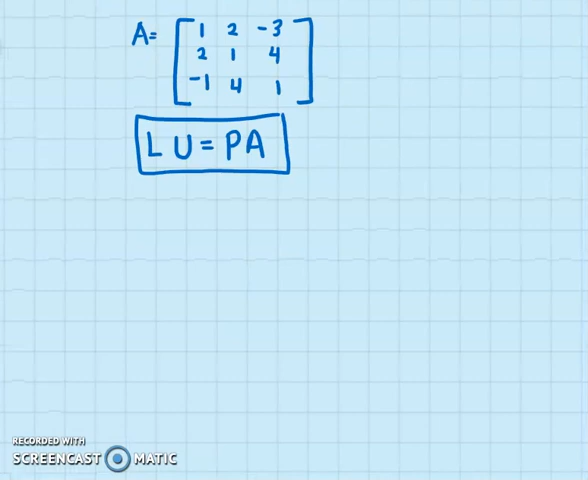 A = [ 1 2 -3
2 1 4
-1 4 1 ]
LU = PA
RECORDED WITH
SCREENCAST MATIC